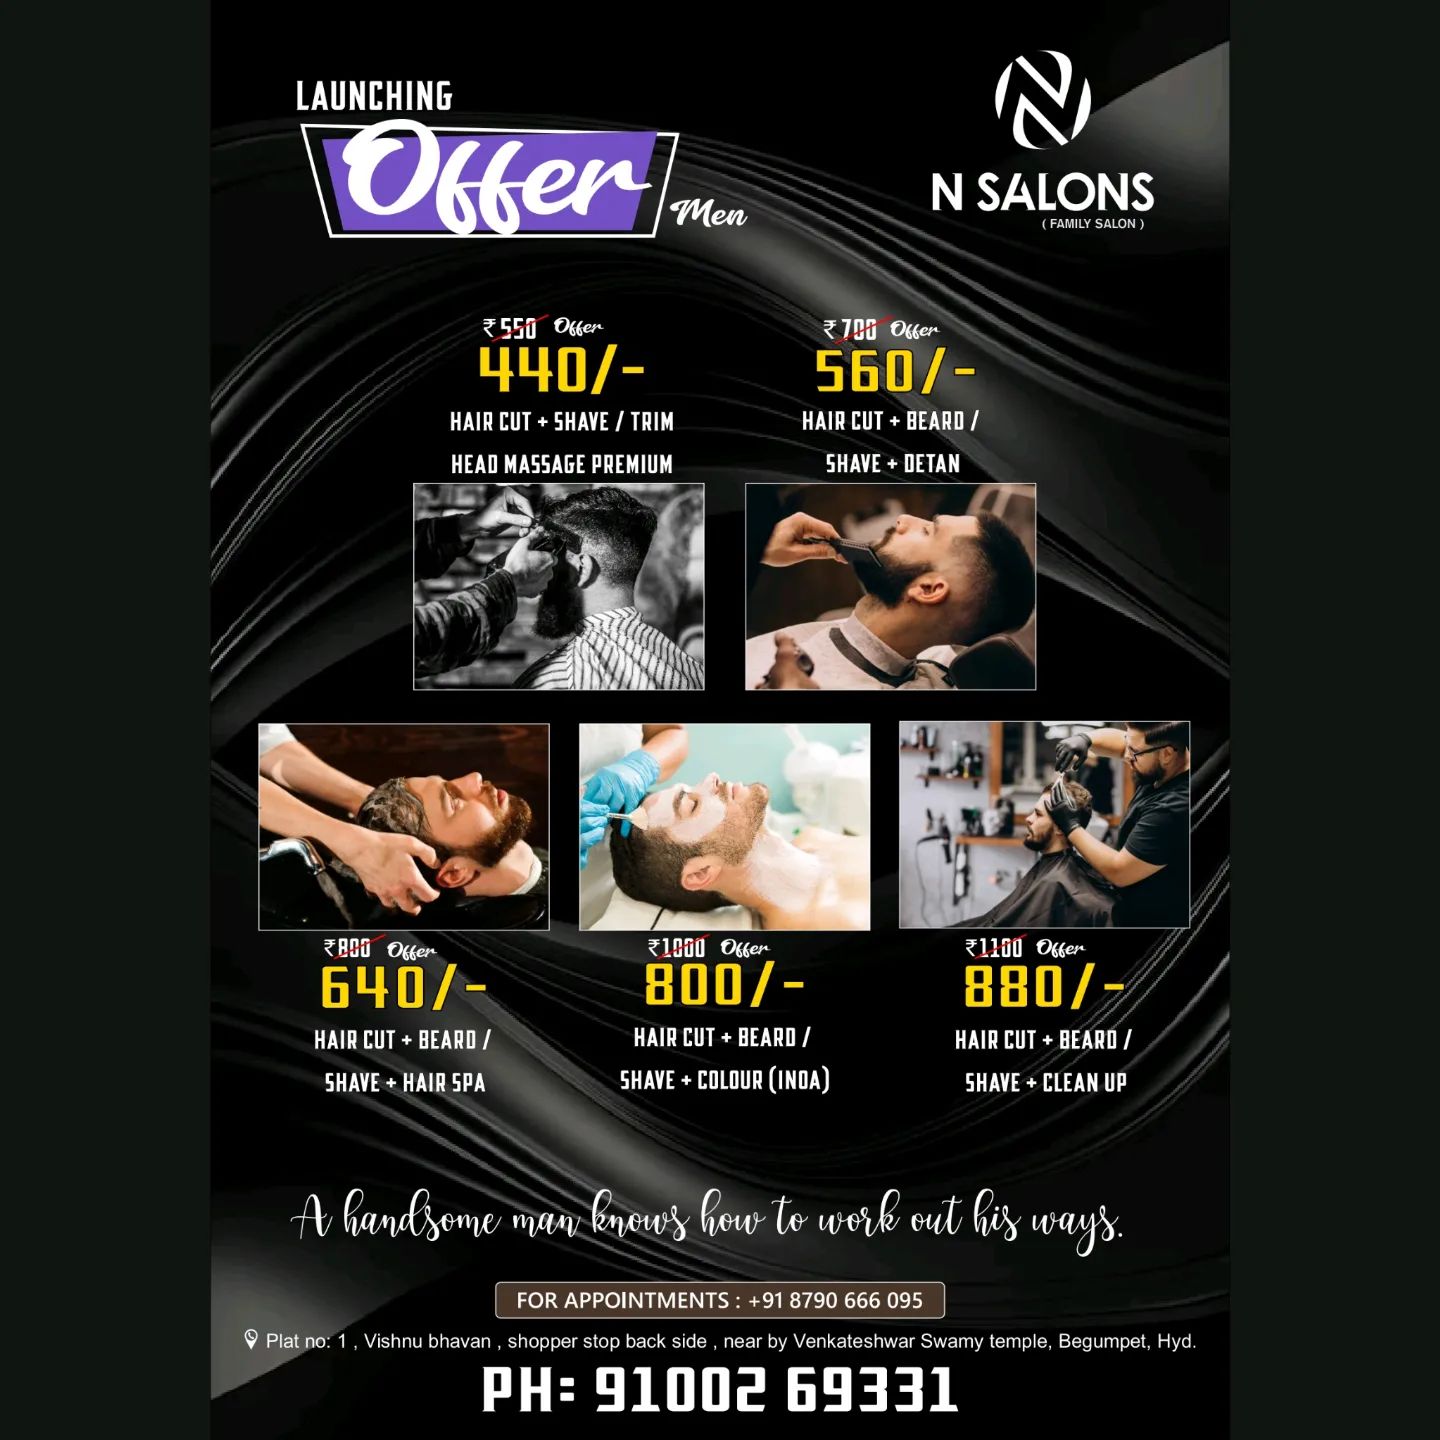 LAUNCHING
Offer
Men
N SALONS
( FAMILY SALON )
₹ 550 Offer
440/-
HAIR CUT + SHAVE / TRIM
HEAD MASSAGE PREMIUM
₹ 700 Offer
560/-
HAIR CUT + BEARD /
SHAVE + DETAN
₹ 800 Offer
640/-
HAIR CUT + BEARD /
SHAVE + HAIR SPA
₹ 1000 Offer
800/-
HAIR CUT + BEARD /
SHAVE + COLOUR (INOA)
₹ 1100 Offer
880/-
HAIR CUT + BEARD /
SHAVE + CLEAN UP
A handsome man knows how to work out his ways.
FOR APPOINTMENTS : +91 8790 666 095
Plat no: 1 , Vishnu bhavan , shopper stop back side , near by Venkateshwar Swamy temple, Begumpet, Hyd.
PH: 91002 69331